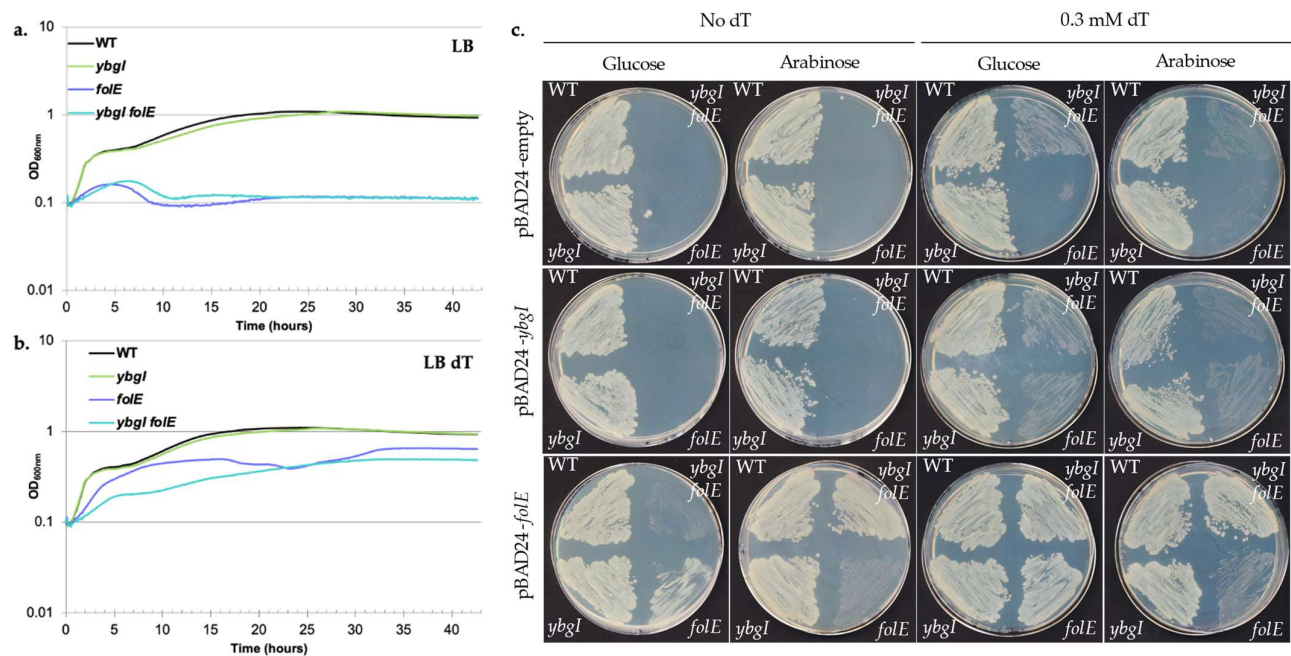 a.
LB
WT
ybgI
folE
ybgI folE
OD600nm
10
1
0.1
0.01
0 5 10 15 20 25 30 35 40
Time (hours)
b.
LB dT
WT
ybgI
folE
ybgI folE
OD600nm
10
1
0.1
0.01
0 5 10 15 20 25 30 35 40
Time (hours)
c.
No dT 0.3 mM dT
Glucose Arabinose Glucose Arabinose
pBAD24-empty
WT ybgI WT ybgI WT ybgI WT ybgI
folE folE folE folE
ybgI folE ybgI folE ybgI folE ybgI folE
pBAD24-ybgI
WT ybgI WT ybgI WT ybgI WT ybgI
folE folE folE folE
ybgI folE ybgI folE ybgI folE ybgI folE
pBAD24-folE
WT ybgI WT ybgI WT ybgI WT ybgI
folE folE folE folE
ybgI folE ybgI folE ybgI folE ybgI folE